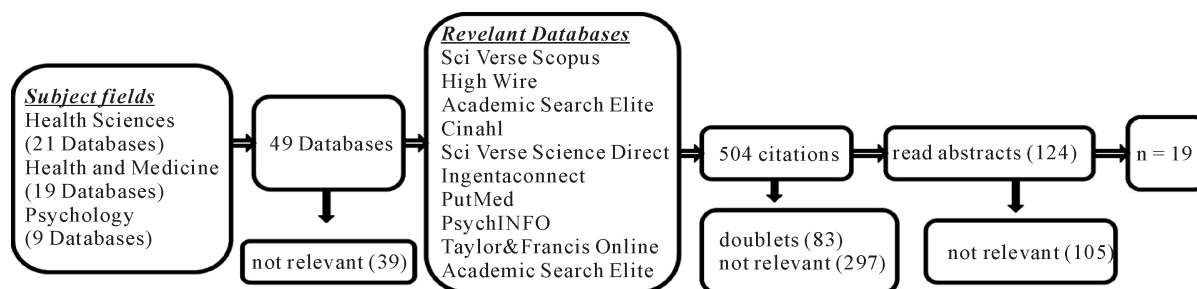 Subject fields
Health Sciences
(21 Databases)
Health and Medicine
(19 Databases)
Psychology
(9 Databases)
49 Databases
not relevant (39)
Revelant Databases
Sci Verse Scopus
High Wire
Academic Search Elite
Cinahl
Sci Verse Science Direct
Ingentaconnect
PutMed
PsychINFO
Taylor&Francis Online
Academic Search Elite
504 citations
doublets (83)
not relevant (297)
read abstracts (124)
not relevant (105)
n = 19